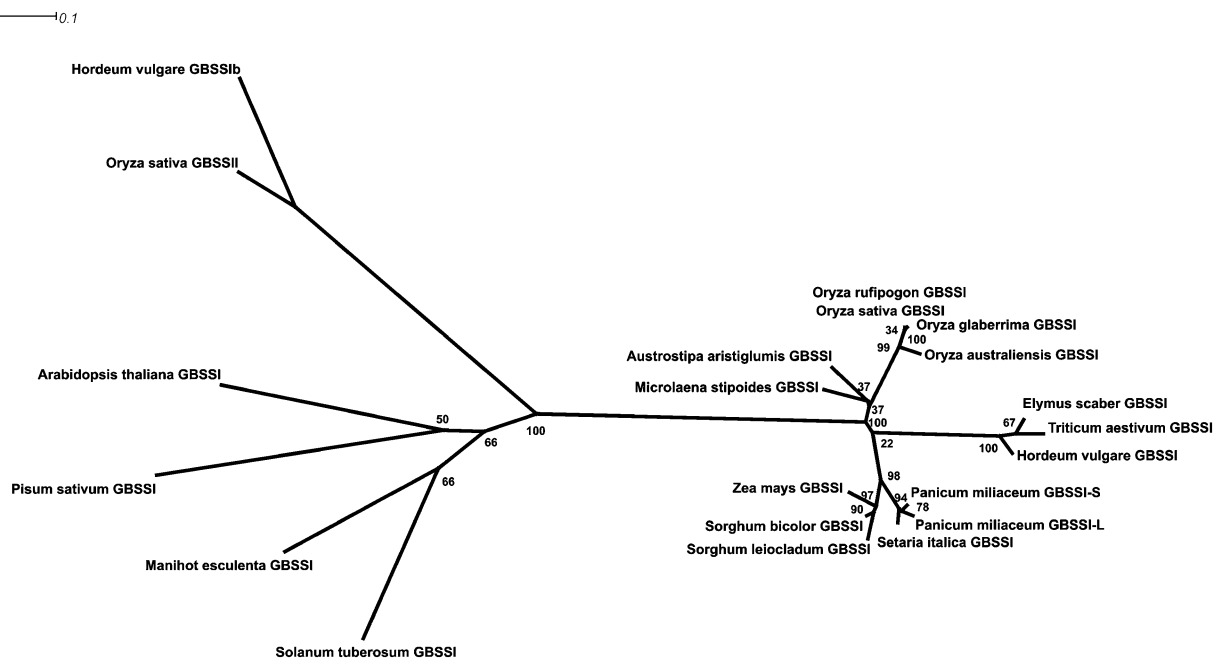 0.1
Hordeum vulgare GBSSIb
Oryza sativa GBSSII
Oryza rufipogon GBSSI
Oryza sativa GBSSI
34 Oryza glaberrima GBSSI
100
99
Oryza australiensis GBSSI
Austrostipa aristiglumis GBSSI
Arabidopsis thaliana GBSSI
Microlaena stipoides GBSSI
37
37
Elymus scaber GBSSI
50
100
67
Triticum aestivum GBSSI
100
66
22
100
Hordeum vulgare GBSSI
66
98
Pisum sativum GBSSI
Zea mays GBSSI
97
94
Panicum miliaceum GBSSI-S
90
78
Sorghum bicolor GBSSI
Panicum miliaceum GBSSI-L
Sorghum leiocladum GBSSI
Setaria italica GBSSI
Manihot esculenta GBSSI
Solanum tuberosum GBSSI